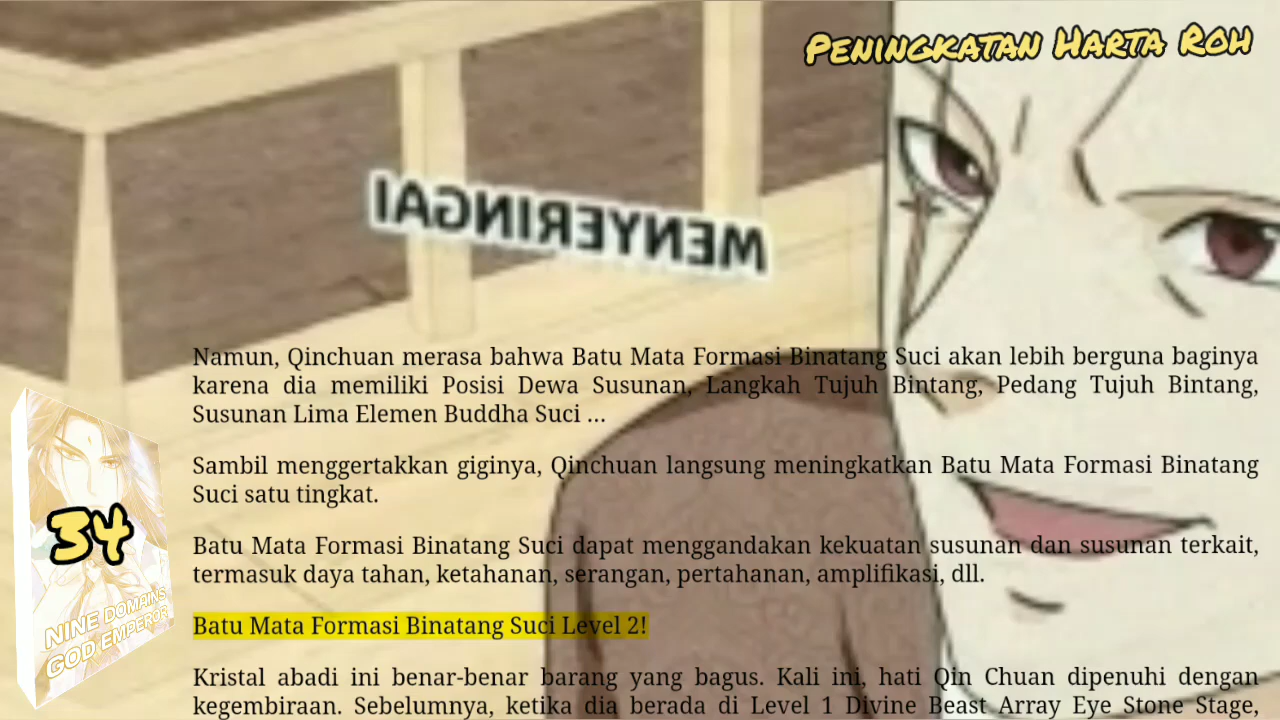 Peningkatan Harta Roh
MENYERINGAI
Namun, Qinchuan merasa bahwa Batu Mata Formasi Binatang Suci akan lebih berguna baginya
karena dia memiliki Posisi Dewa Susunan, Langkah Tujuh Bintang, Pedang Tujuh Bintang,
Susunan Lima Elemen Buddha Suci ...
Sambil menggertakkan giginya, Qinchuan langsung meningkatkan Batu Mata Formasi Binatang
Suci satu tingkat.
Batu Mata Formasi Binatang Suci dapat menggandakan kekuatan susunan dan susunan terkait,
termasuk daya tahan, ketahanan, serangan, pertahanan, amplifikasi, dll.
Batu Mata Formasi Binatang Suci Level 2!
Kristal abadi ini benar-benar barang yang bagus. Kali ini, hati Qin Chuan dipenuhi dengan
kegembiraan. Sebelumnya, ketika dia berada di Level 1 Divine Beast Array Eye Stone Stage,
34
NINE DOMAINS
GOD EMPEROR